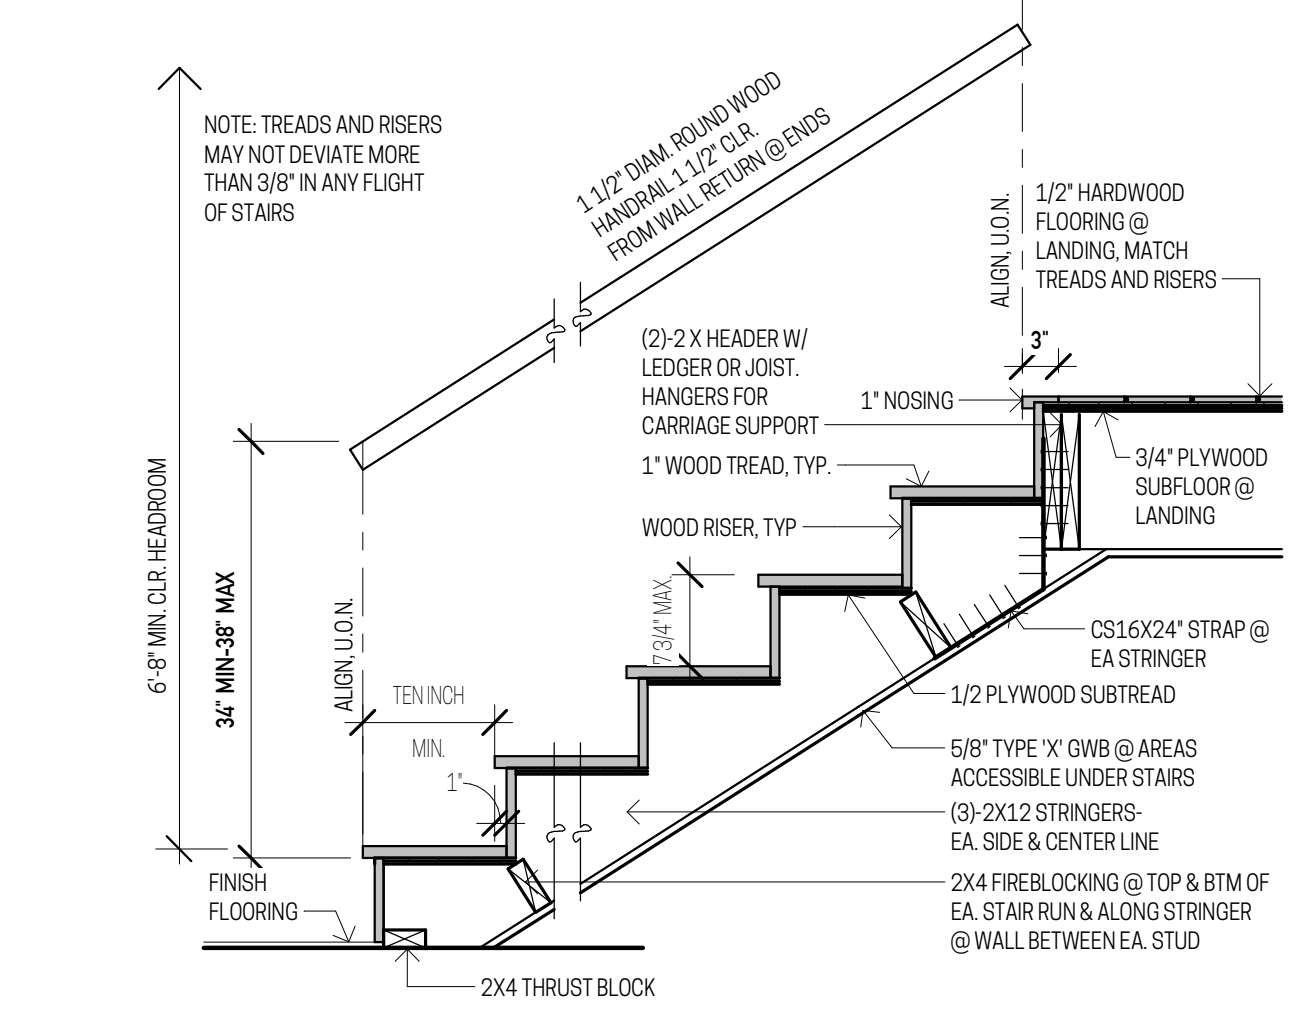 NOTE: TREADS AND RISERS
MAY NOT DEVIATE MORE
THAN 3/8" IN ANY FLIGHT
OF STAIRS
1 1/2" DIAM. ROUND WOOD
HANDRAIL 1 1/2" CLR.
FROM WALL RETURN @ ENDS
ALIGN, U.O.N.
1/2" HARDWOOD
FLOORING @
LANDING, MATCH
TREADS AND RISERS
3"
(2)-2 X HEADER W/
LEDGER OR JOIST.
HANGERS FOR
CARRIAGE SUPPORT
1" NOSING
1" WOOD TREAD, TYP.
WOOD RISER, TYP
3/4" PLYWOOD
SUBFLOOR @
LANDING
6'-8" MIN. CLR. HEADROOM
34" MIN-38" MAX
ALIGN, U.O.N.
7 3/4" MAX.
TEN INCH
MIN.
1"
CS16X24" STRAP @
EA STRINGER
1/2 PLYWOOD SUBTREAD
5/8" TYPE 'X' GWB @ AREAS
ACCESSIBLE UNDER STAIRS
(3)-2X12 STRINGERS-
EA. SIDE & CENTER LINE
FINISH
FLOORING
2X4 FIREBLOCKING @ TOP & BTM OF
EA. STAIR RUN & ALONG STRINGER
@ WALL BETWEEN EA. STUD
2X4 THRUST BLOCK